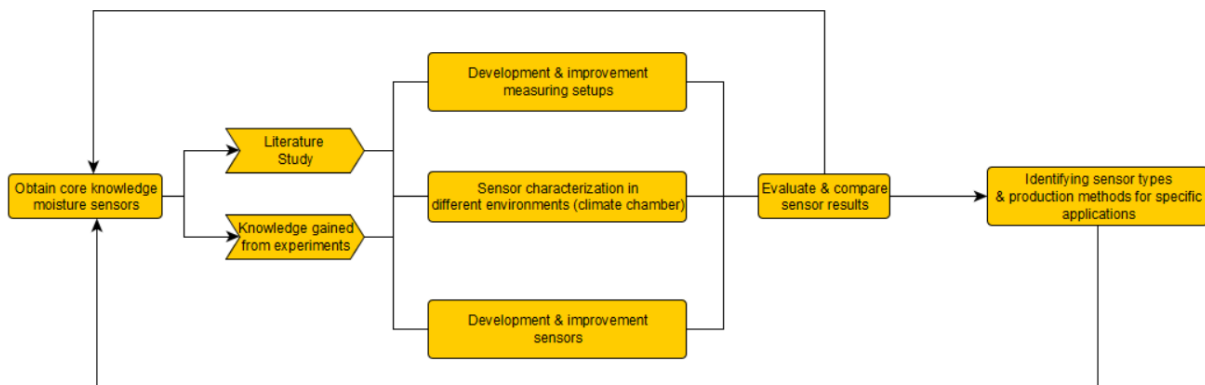 Development & improvement
measuring setups
Literature
Study
Obtain core knowledge
moisture sensors
Sensor characterization in
different environments (climate chamber)
Evaluate & compare
sensor results
Identifying sensor types
& production methods for specific
applications
Knowledge gained
from experiments
Development & improvement
sensors